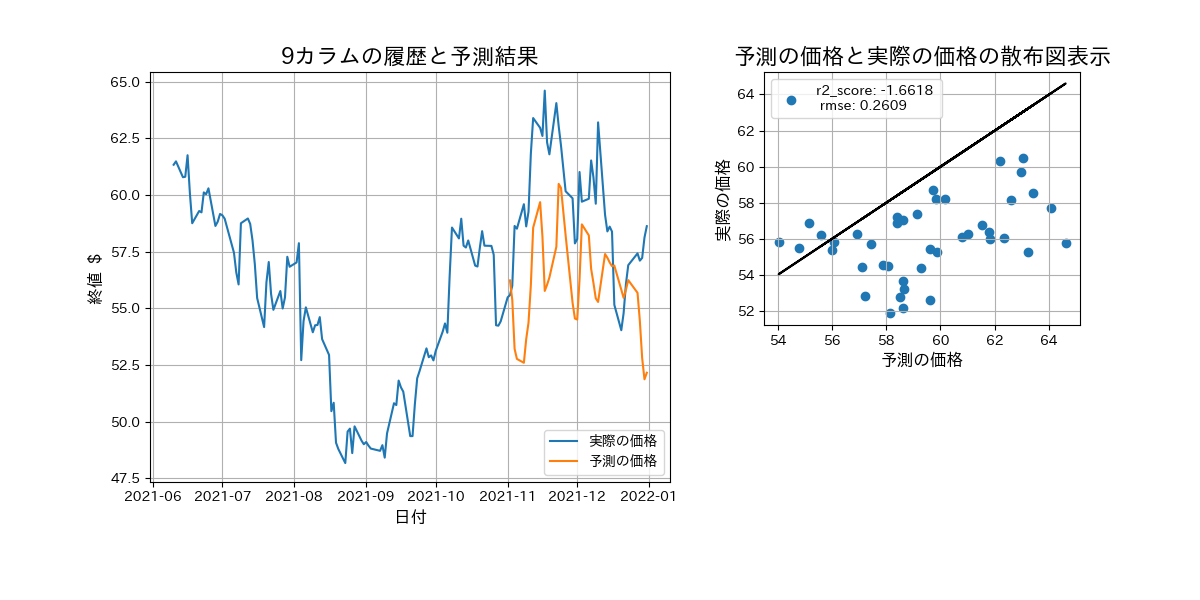 9カラムの履歴と予測結果
65.0
62.5
60.0
57.5
55.0
52.5
50.0
47.5
終値 $
2021-06 2021-07 2021-08 2021-09 2021-10 2021-11 2021-12 2022-01
日付
実際の価格
予測の価格
予測の価格と実際の価格の散布図表示
64
62
60
58
56
54
52
実際の価格
r2_score: -1.6618
rmse: 0.2609
54 56 58 60 62 64
予測の価格